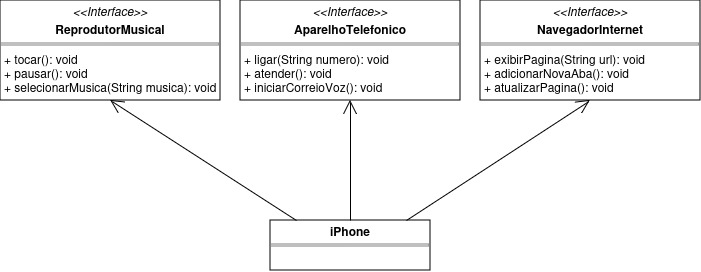 <<Interface>>
ReprodutorMusical
+ tocar(): void
+ pausar(): void
+ selecionarMusica(String musica): void
<<Interface>>
AparelhoTelefonico
+ ligar(String numero): void
+ atender(): void
+ iniciarCorreioVoz(): void
<<Interface>>
NavegadorInternet
+ exibirPagina(String url): void
+ adicionarNovaAba(): void
+ atualizarPagina(): void
iPhone